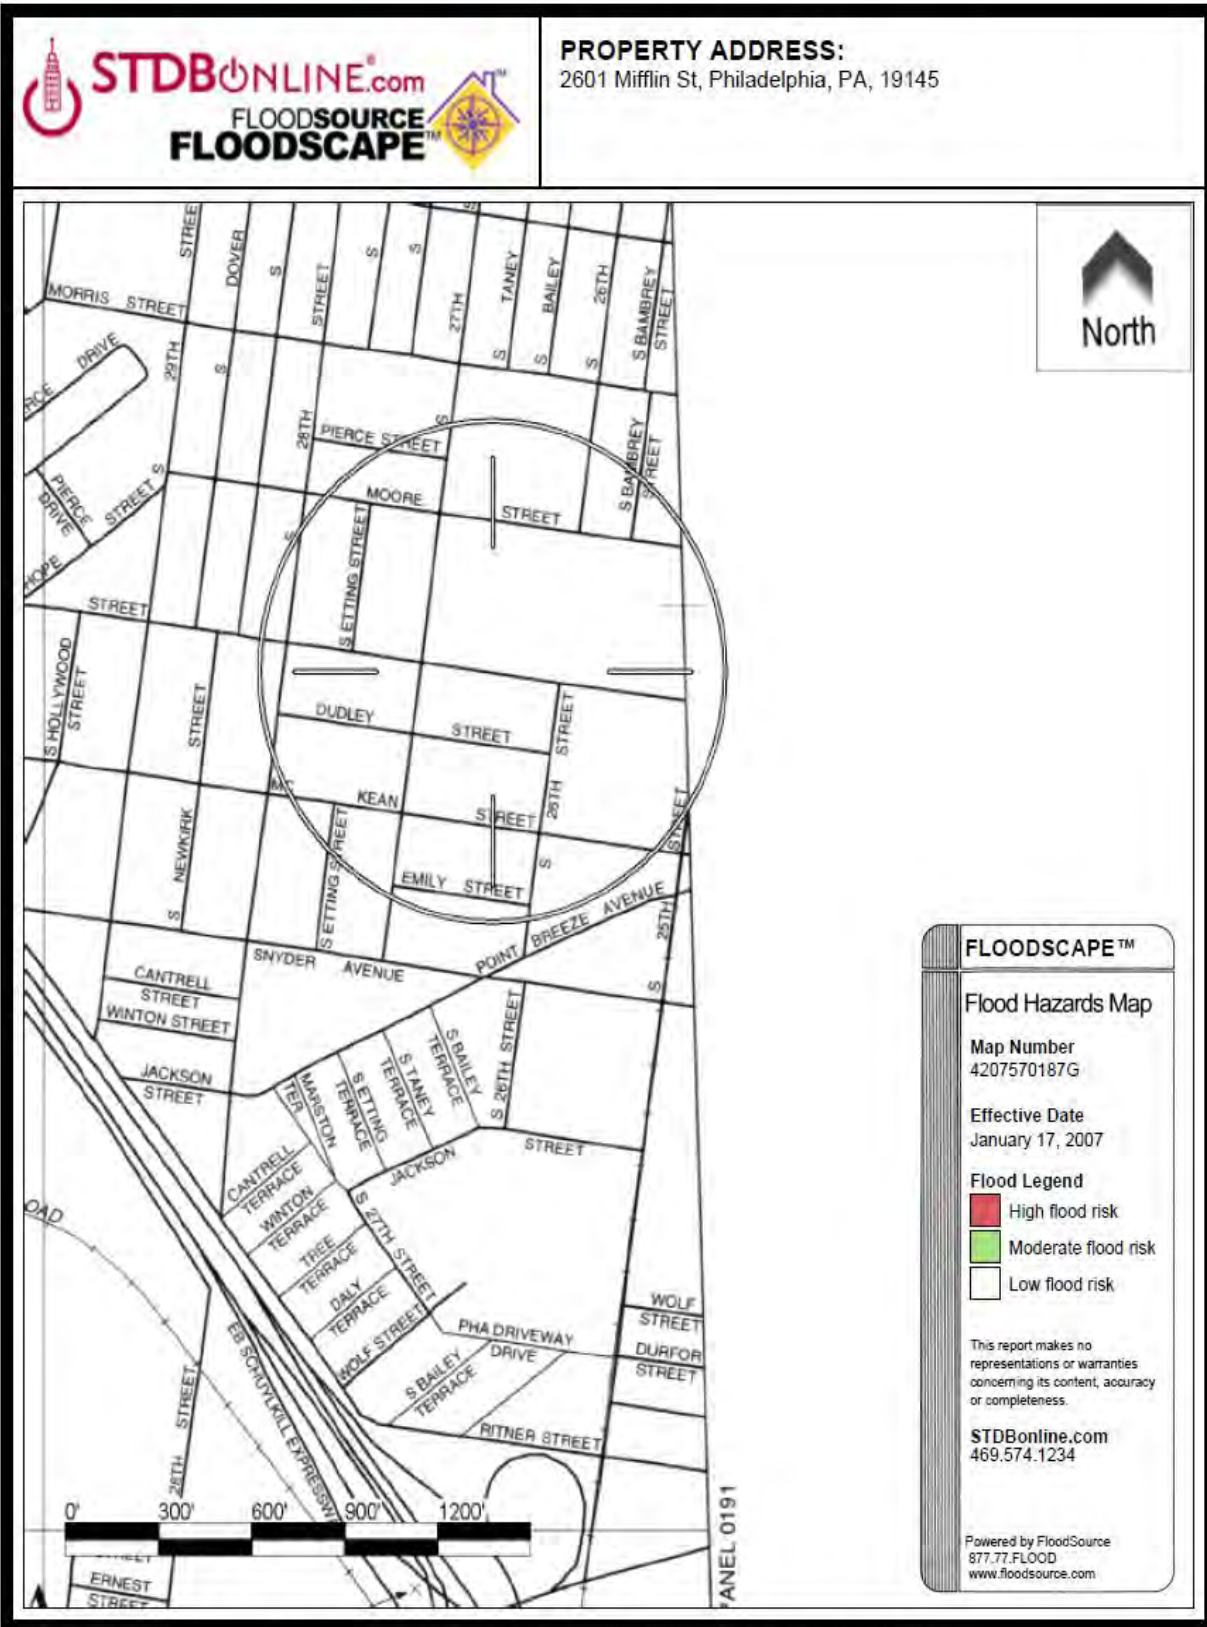 STDBONLINE®.com
FLOODSOURCE
FLOODSCAPE™
PROPERTY ADDRESS:
2601 Mifflin St, Philadelphia, PA, 19145
North
MORRIS STREET
STREE
DOVER
S
STREET
S
S
27TH
TANEY
BAILEY
26TH
S BAMBREY
STREET
DRIVE
RCE
29TH
S
S
S
S
28TH
PIERCE STREET
S
S BAMBREY
STREET
PIERCE
DRIVE
STREET
S
HOPE
MOORE
STREET
S
S ETTING STREET
STREET
S HOLLYWOOD
STREET
STREET
DUDLEY
STREET
STREET
26TH
S
MC
KEAN
STREET
STREET
NEWKIRK
S
S ETTING STREET
EMILY STREET
POINT BREEZE AVENUE
25TH
S
SNYDER AVENUE
CANTRELL
STREET
WINTON STREET
JACKSON
STREET
S BAILEY
TERRACE
S TANEY
TERRACE
S ETTING
TERRACE
MARSTON
TER
S 26TH STREET
JACKSON
STREET
CANTRELL
TERRACE
WINTON
TERRACE
TREE
TERRACE
DALY
TERRACE
WOLF STREET
S 27TH STREET
OAD
EB SCHUYLKILL EXPRESSW
PHA DRIVEWAY
DRIVE
S BAILEY
TERRACE
RITNER STREET
WOLF
STREET
DURFOR
STREET
28TH STREET
0' 300' 600' 900' 1200'
STREET
ERNEST
STREET
PANEL 0191
FLOODSCAPE™
Flood Hazards Map
Map Number
4207570187G
Effective Date
January 17, 2007
Flood Legend
High flood risk
Moderate flood risk
Low flood risk
This report makes no
representations or warranties
concerning its content, accuracy
or completeness.
STDBonline.com
469.574.1234
Powered by FloodSource
877.77.FLOOD
www.floodsource.com